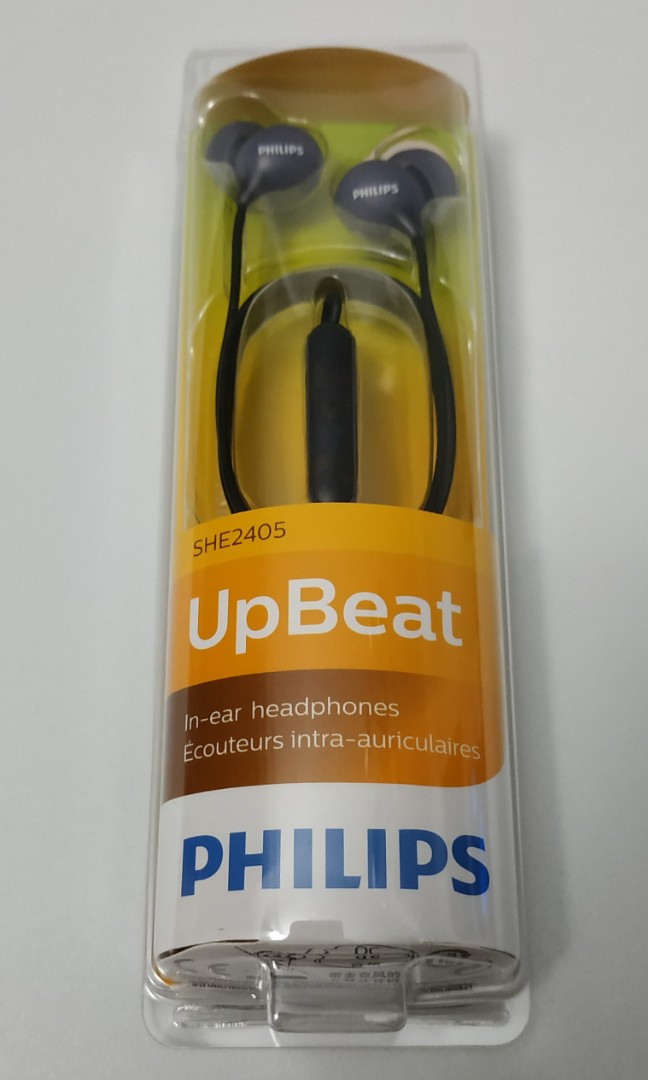 PHILIPS
PHILIPS
SHE2405
UpBeat
In-ear headphones
Écouteurs intra-auriculaires
PHILIPS